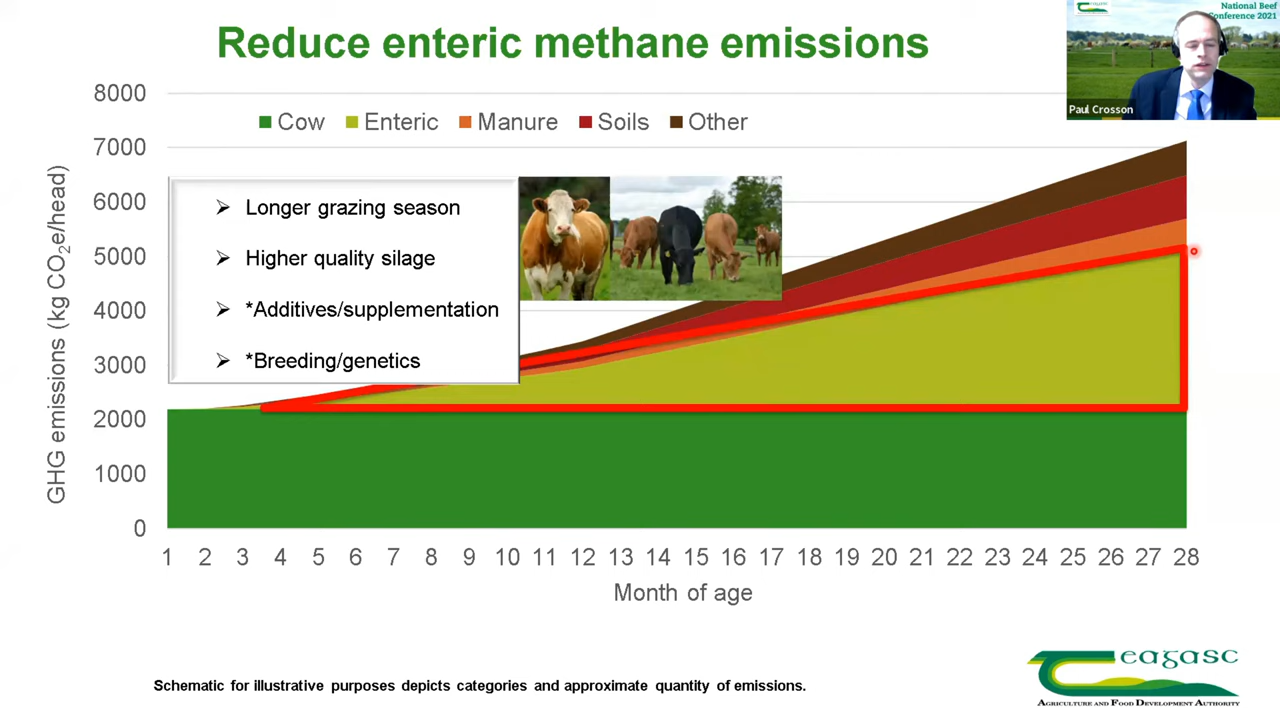 Reduce enteric methane emissions
National Beef
Conference 2021
Paul Crosson
8000
7000
6000
5000
4000
3000
2000
1000
0
GHG emissions (kg CO₂e/head)
Cow Enteric Manure Soils Other
➢ Longer grazing season
➢ Higher quality silage
➢ *Additives/supplementation
➢ *Breeding/genetics
1 2 3 4 5 6 7 8 9 10 11 12 13 14 15 16 17 18 19 20 21 22 23 24 25 26 27 28
Month of age
Schematic for illustrative purposes depicts categories and approximate quantity of emissions.
eagasc
AGRICULTURE AND FOOD DEVELOPMENT AUTHORITY